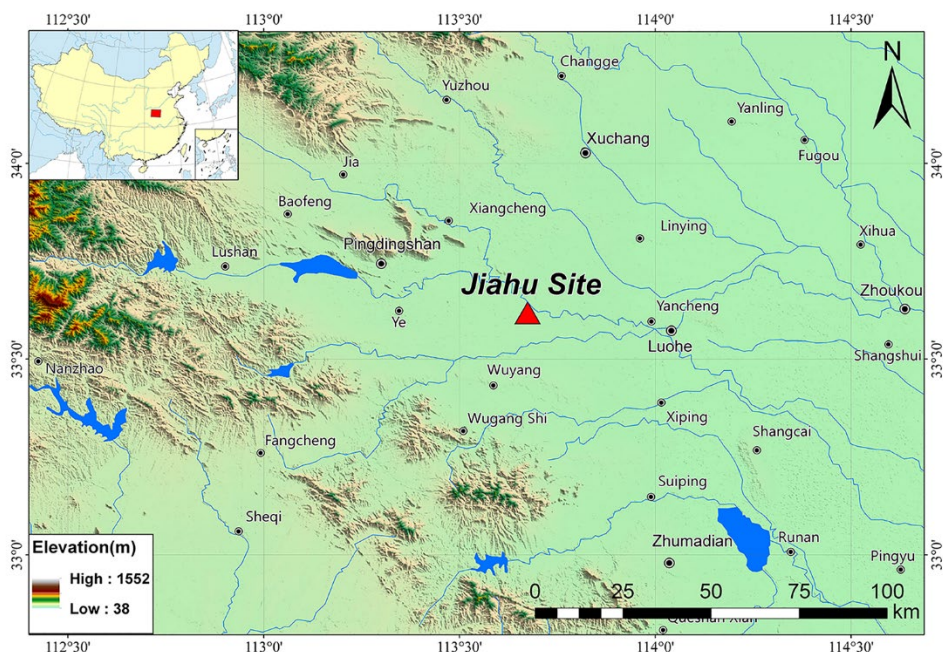 112°30'
113°0'
113°30'
114°0'
114°30'
N
Changge
Yuzhou
Yanling
Xuchang
Fugou
34°0'
34°0'
Jia
Baofeng
Xiangcheng
Linying
Xihua
Lushan
Pingdingshan
Jiahu Site
Zhoukou
Ye
Yancheng
Luohe
Shangshui
33°30'
33°30'
Nanzhao
Wuyang
Wugang Shi
Xiping
Fangcheng
Shangcai
Suiping
Sheqi
Elevation(m)
High : 1552
Low : 38
33°0'
33°0'
Zhumadian
Runan
Pingyu
0
25
50
75
100
km
Queshan Xian
112°30'
113°0'
113°30'
114°0'
114°30'